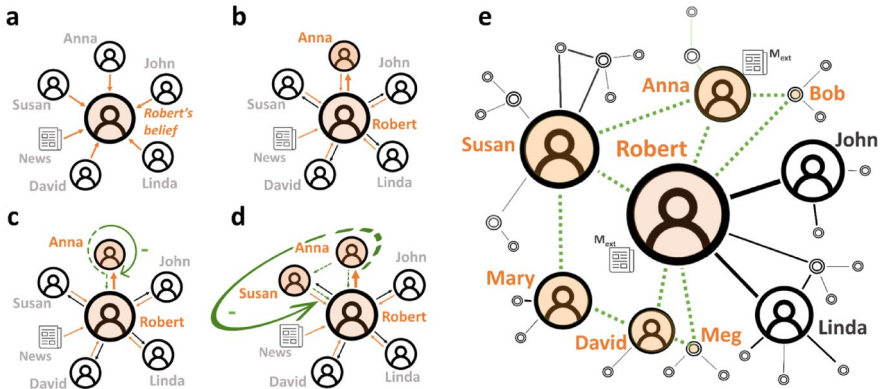 a
Anna
John
Susan
Robert's
belief
News
David
Linda
b
Anna
John
Susan
Robert
News
David
Linda
c
Anna
-
John
Susan
Robert
News
David
Linda
d
Anna
John
Susan
-
Robert
News
David
Linda
e
Anna
Mext
Bob
Susan
Robert
John
Mext
Mary
David
Meg
Linda